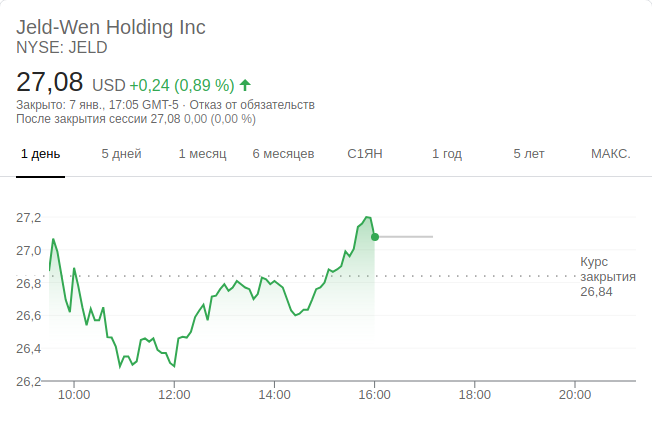 Jeld-Wen Holding Inc
NYSE: JELD
27,08 USD +0,24 (0,89 %)
Закрыто: 7 янв., 17:05 GMT-5 · Отказ от обязательств
После закрытия сессии 27,08 0,00 (0,00 %)
1 день 5 дней 1 месяц 6 месяцев С1ЯН 1 год 5 лет МАКС.
27,2
27,0
26,8
26,6
26,4
26,2
Курс
закрытия
26,84
10:00 12:00 14:00 16:00 18:00 20:00